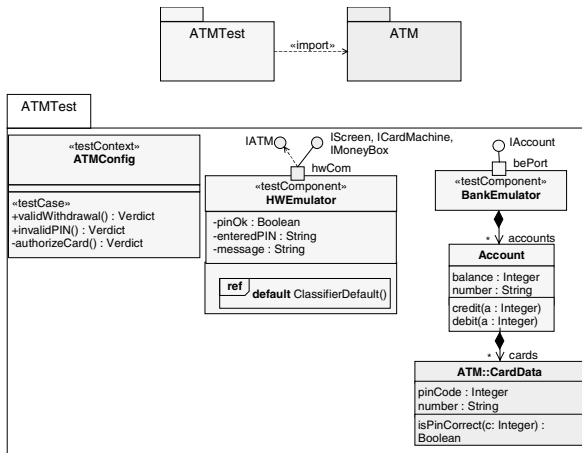 ATMTest
«import»
ATM
ATMTest
«testContext»
ATMConfig
«testCase»
+validWithdrawal() : Verdict
+invalidPIN() : Verdict
-authorizeCard() : Verdict
IATM
IScreen, ICardMachine,
IMoneyBox
hwCom
«testComponent»
HWEmulator
-pinOk : Boolean
-enteredPIN : String
-message : String
ref
default ClassifierDefault()
IAccount
bePort
«testComponent»
BankEmulator
* accounts
Account
balance : Integer
number : String
credit(a : Integer)
debit(a : Integer)
* cards
ATM::CardData
pinCode : Integer
number : String
isPinCorrect(c: Integer) :
Boolean